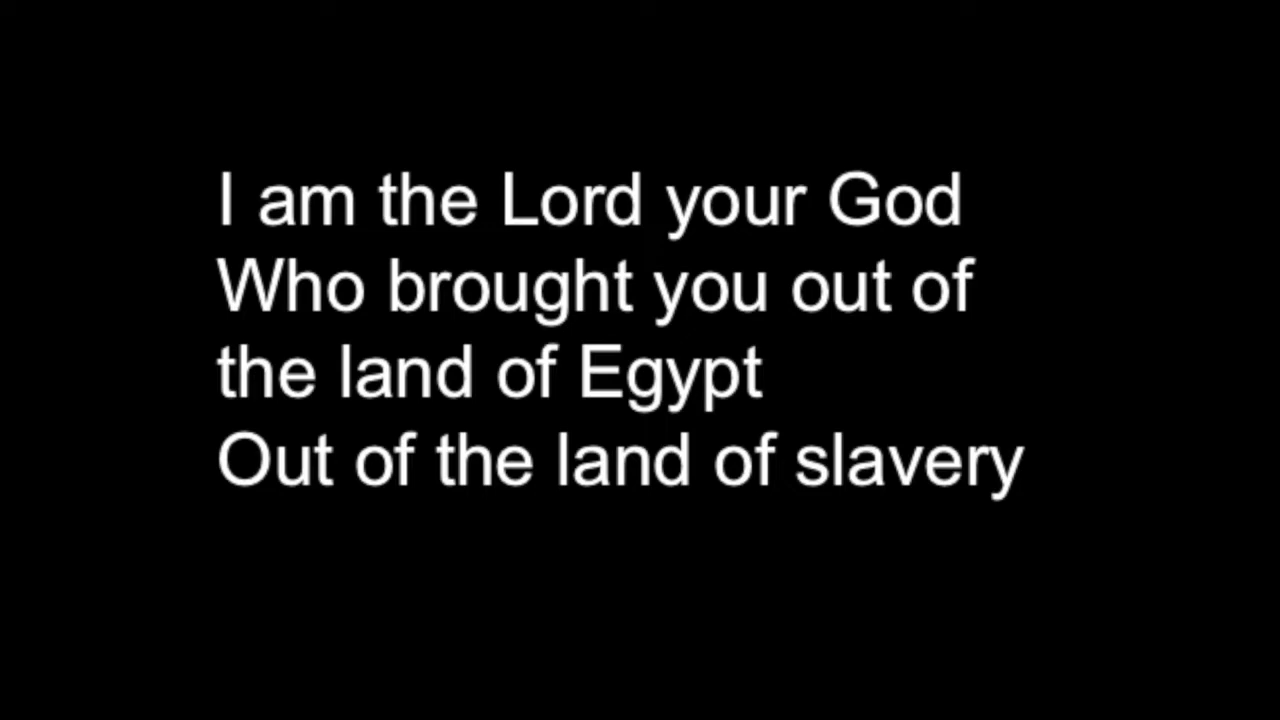 I am the Lord your God
Who brought you out of
the land of Egypt
Out of the land of slavery